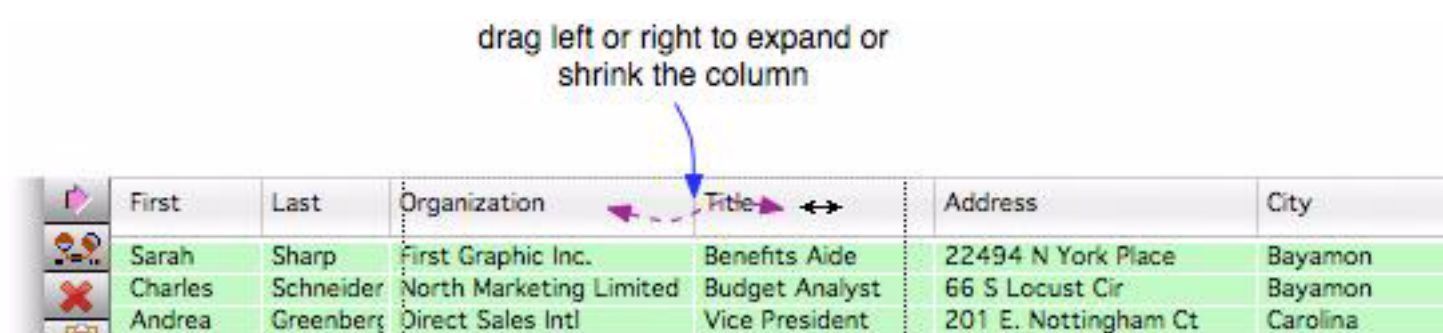 drag left or right to expand or
shrink the column
First Last Organization Title Address City
Sarah Sharp First Graphic Inc. Benefits Aide 22494 N York Place Bayamon
Charles Schneider North Marketing Limited Budget Analyst 66 S Locust Cir Bayamon
Andrea Greenberg Direct Sales Intl Vice President 201 E. Nottingham Ct Carolina